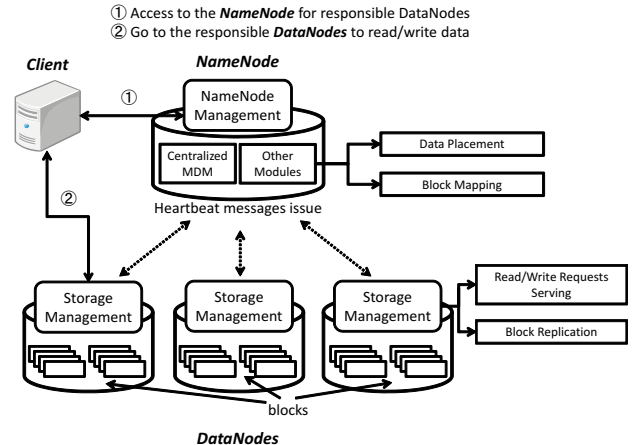 ① Access to the NameNode for responsible DataNodes
② Go to the responsible DataNodes to read/write data
Client
NameNode
①
NameNode
Management
Centralized
MDM
Other
Modules
Data Placement
Block Mapping
②
Heartbeat messages issue
Storage
Management
Storage
Management
Storage
Management
Read/Write Requests
Serving
Block Replication
blocks
DataNodes